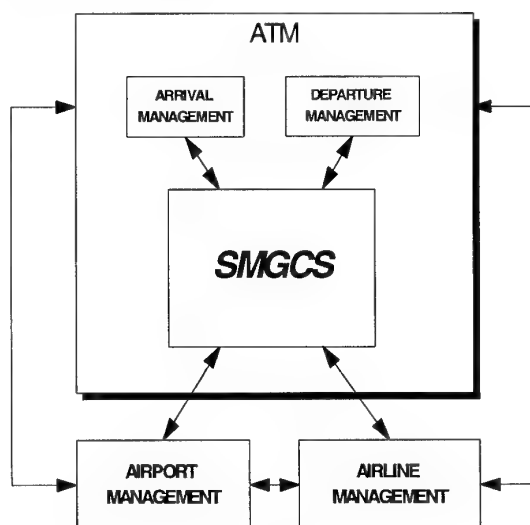 ATM
ARRIVAL
MANAGEMENT
DEPARTURE
MANAGEMENT
SMGCS
AIRPORT
MANAGEMENT
AIRLINE
MANAGEMENT